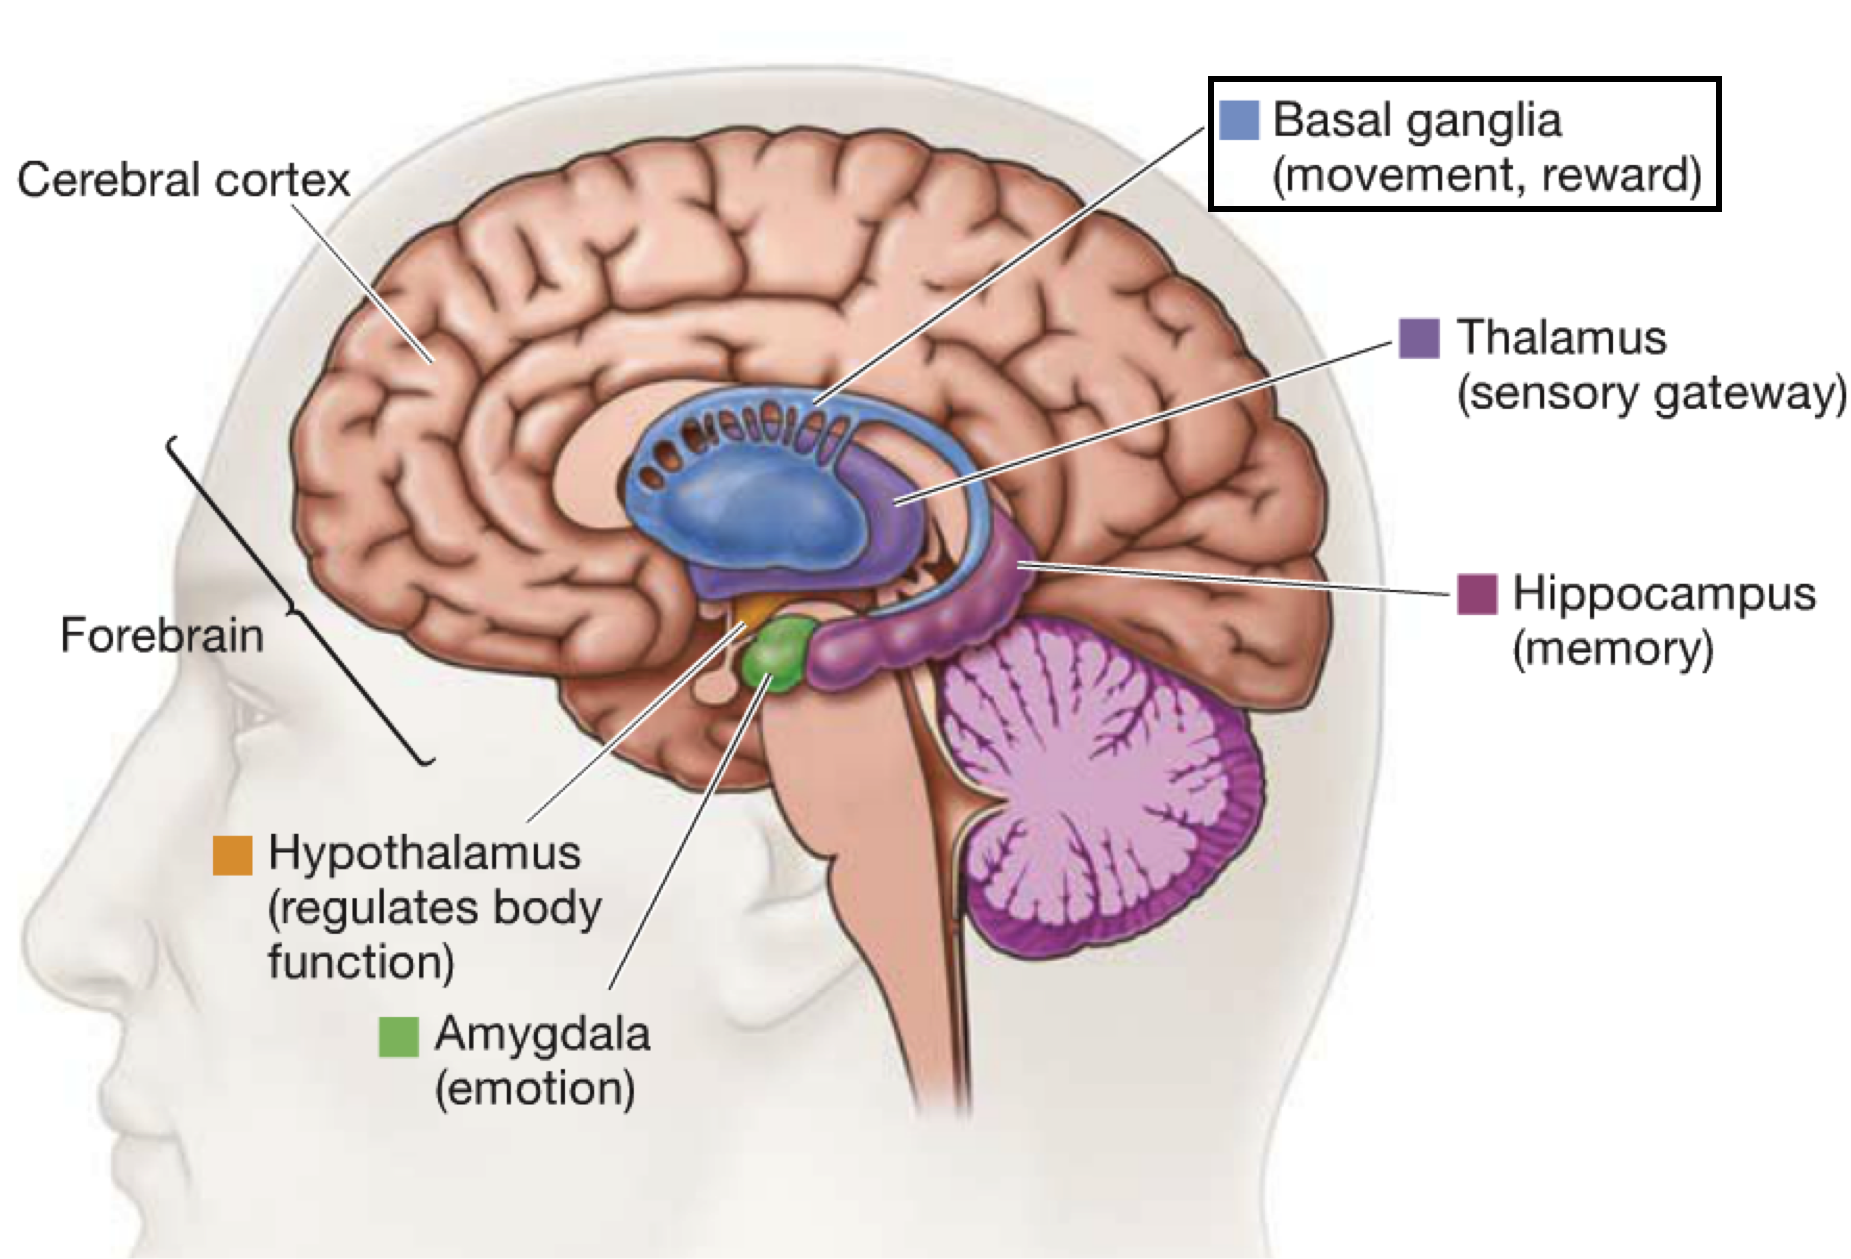 Basal ganglia
(movement, reward)
Cerebral cortex
Thalamus
(sensory gateway)
Hippocampus
(memory)
Forebrain
Hypothalamus
(regulates body
function)
Amygdala
(emotion)